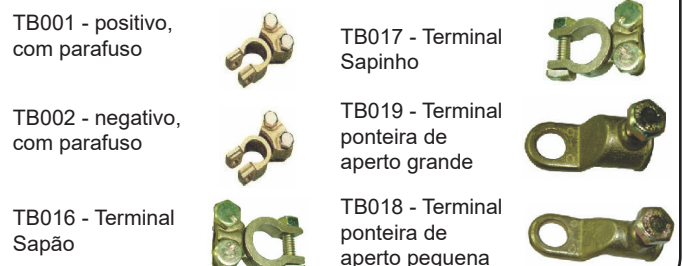 TB001 - positivo,
com parafuso
TB002 - negativo,
com parafuso
TB016 - Terminal
Sapão
TB017 - Terminal
Sapinho
TB019 - Terminal
ponteira de
aperto grande
TB018 - Terminal
ponteira de
aperto pequena